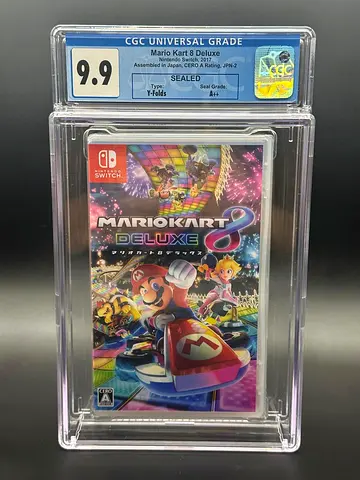 CGC UNIVERSAL GRADE
9.9
Mario Kart 8 Deluxe
Nintendo Switch, 2017
Assembled in Japan, CERO A Rating, JPN-2
SEALED
Type:
Seal Grade:
Y-Folds
A++
CGC
NINTENDO
SWITCH
MARIOKART 8
DELUXE
マリオカート8 デラックス
M
CERO
A